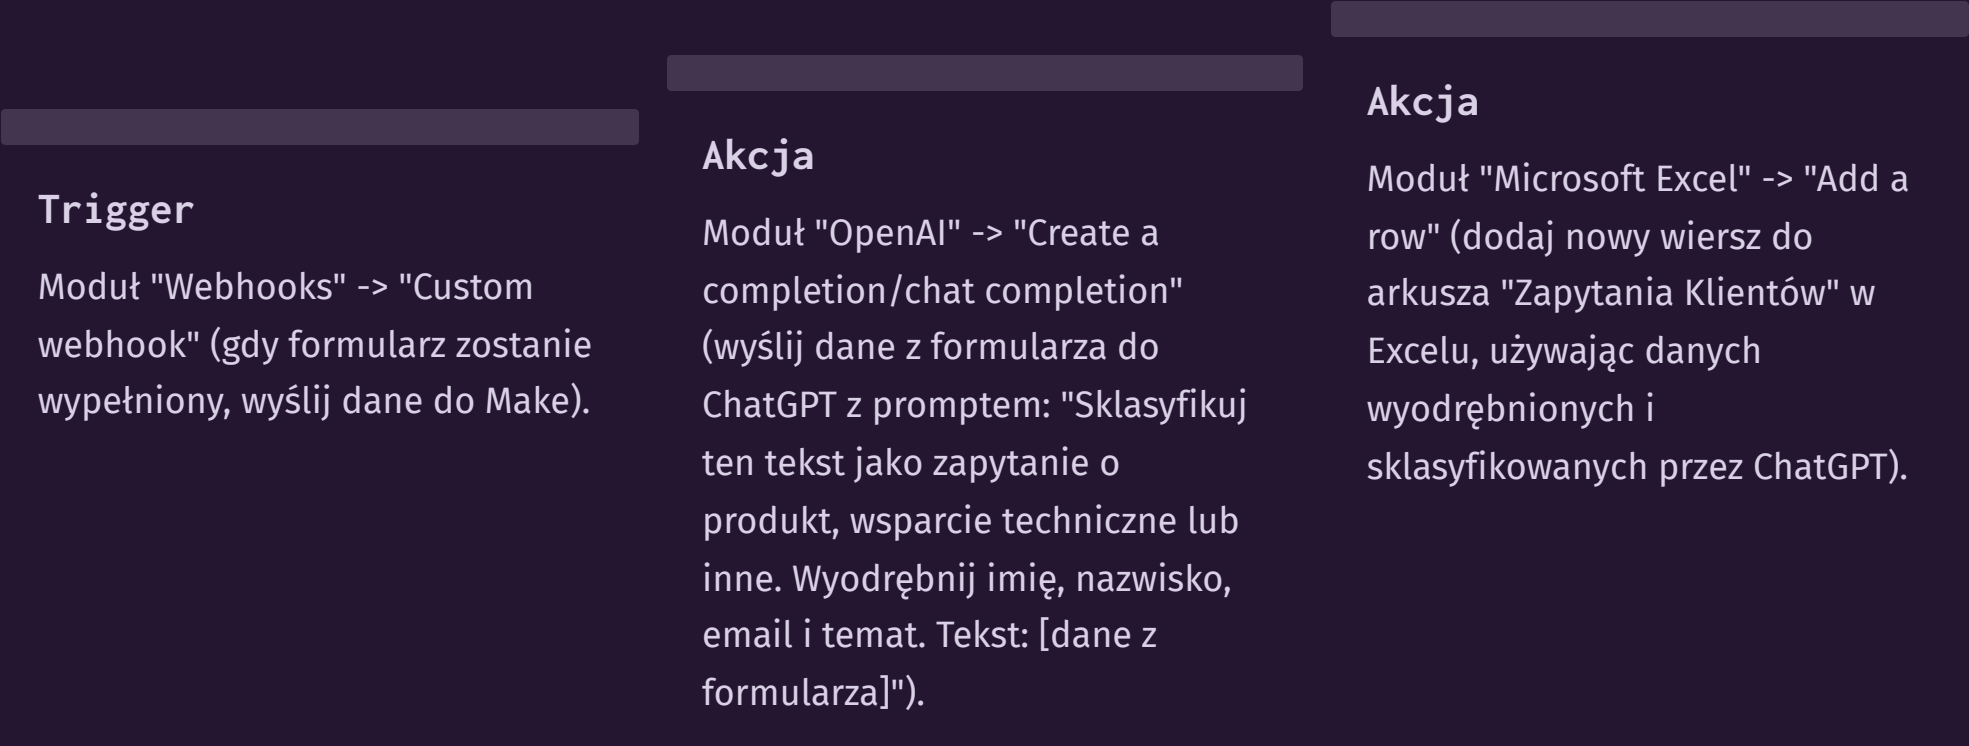 Trigger
Moduł "Webhooks" -> "Custom
webhook" (gdy formularz zostanie
wypełniony, wyślij dane do Make).
Akcja
Moduł "OpenAI" -> "Create a
completion/chat completion"
(wyślij dane z formularza do
ChatGPT z promptem: "Sklasyfikuj
ten tekst jako zapytanie o
produkt, wsparcie techniczne lub
inne. Wyodrębnij imię, nazwisko,
email i temat. Tekst: [dane z
formularza]").
Akcja
Moduł "Microsoft Excel" -> "Add a
row" (dodaj nowy wiersz do
arkusza "Zapytania Klientów" w
Excelu, używając danych
wyodrębnionych i
sklasyfikowanych przez ChatGPT).